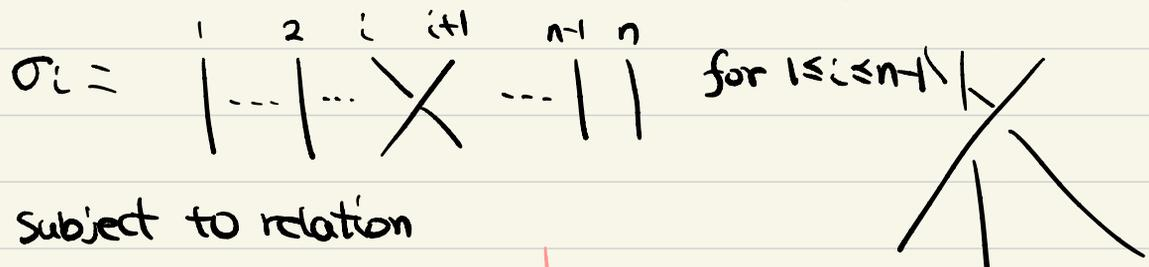 1 2 i i+1 n-1 n
σi = | --- | --- X --- | | for 1≤i≤n-1
subject to relation